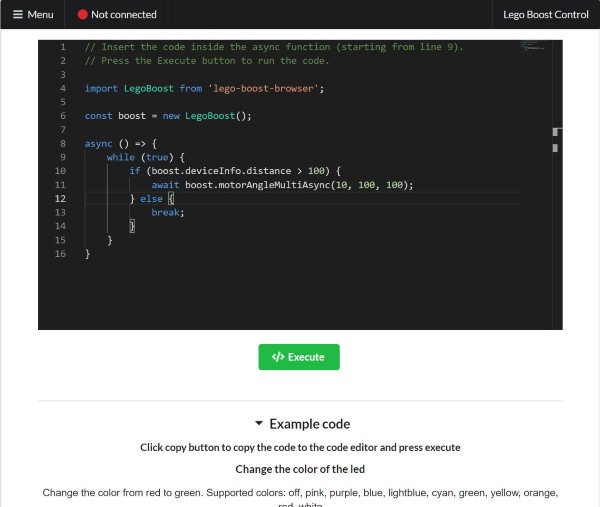 Menu
Not connected
Lego Boost Control
1 // Insert the code inside the async function (starting from line 9).
2 // Press the Execute button to run the code.
3
4 import LegoBoost from 'lego-boost-browser';
5
6 const boost = new LegoBoost();
7
8 async () => {
9 while (true) {
10 if (boost.deviceInfo.distance > 100) {
11 await boost.motorAngleMultiAsync(10, 100, 100);
12 } else {
13 break;
14 }
15 }
16 }
</> Execute
Example code
Click copy button to copy the code to the code editor and press execute
Change the color of the led
Change the color from red to green. Supported colors: off, pink, purple, blue, lightblue, cyan, green, yellow, orange,
red, white